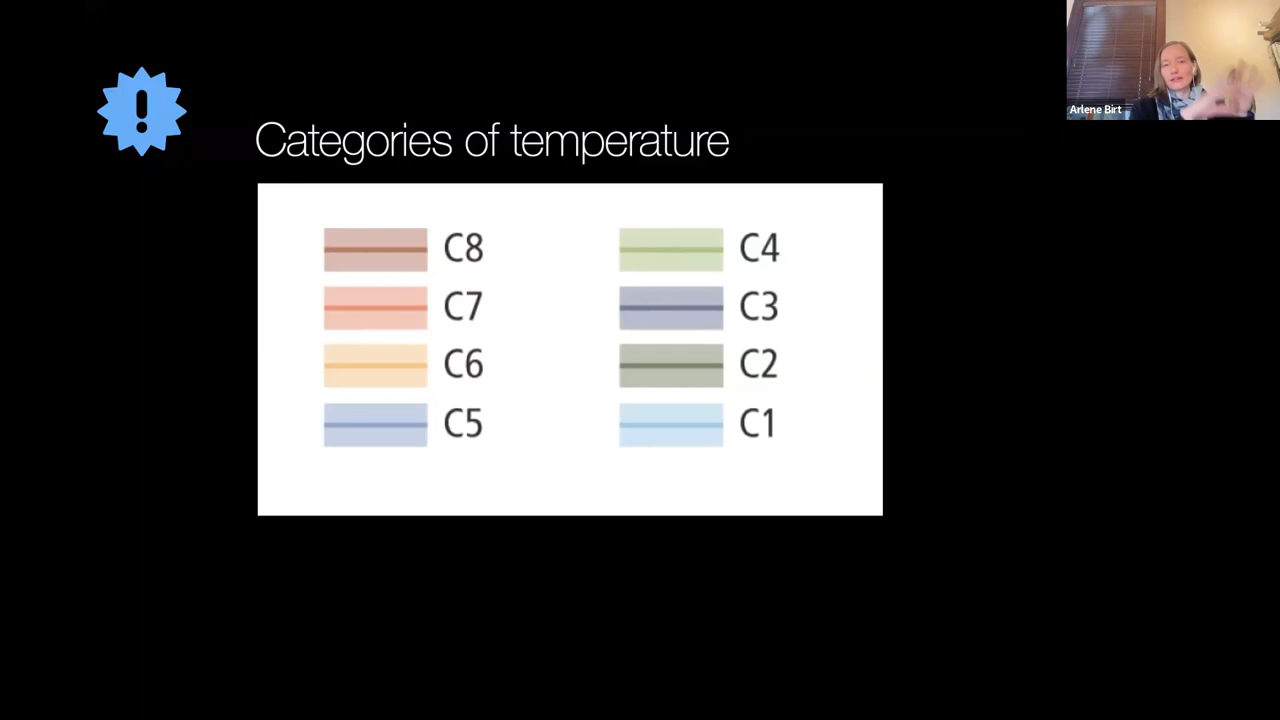 Arlene Birt
!
Categories of temperature
C8
C7
C6
C5
C4
C3
C2
C1